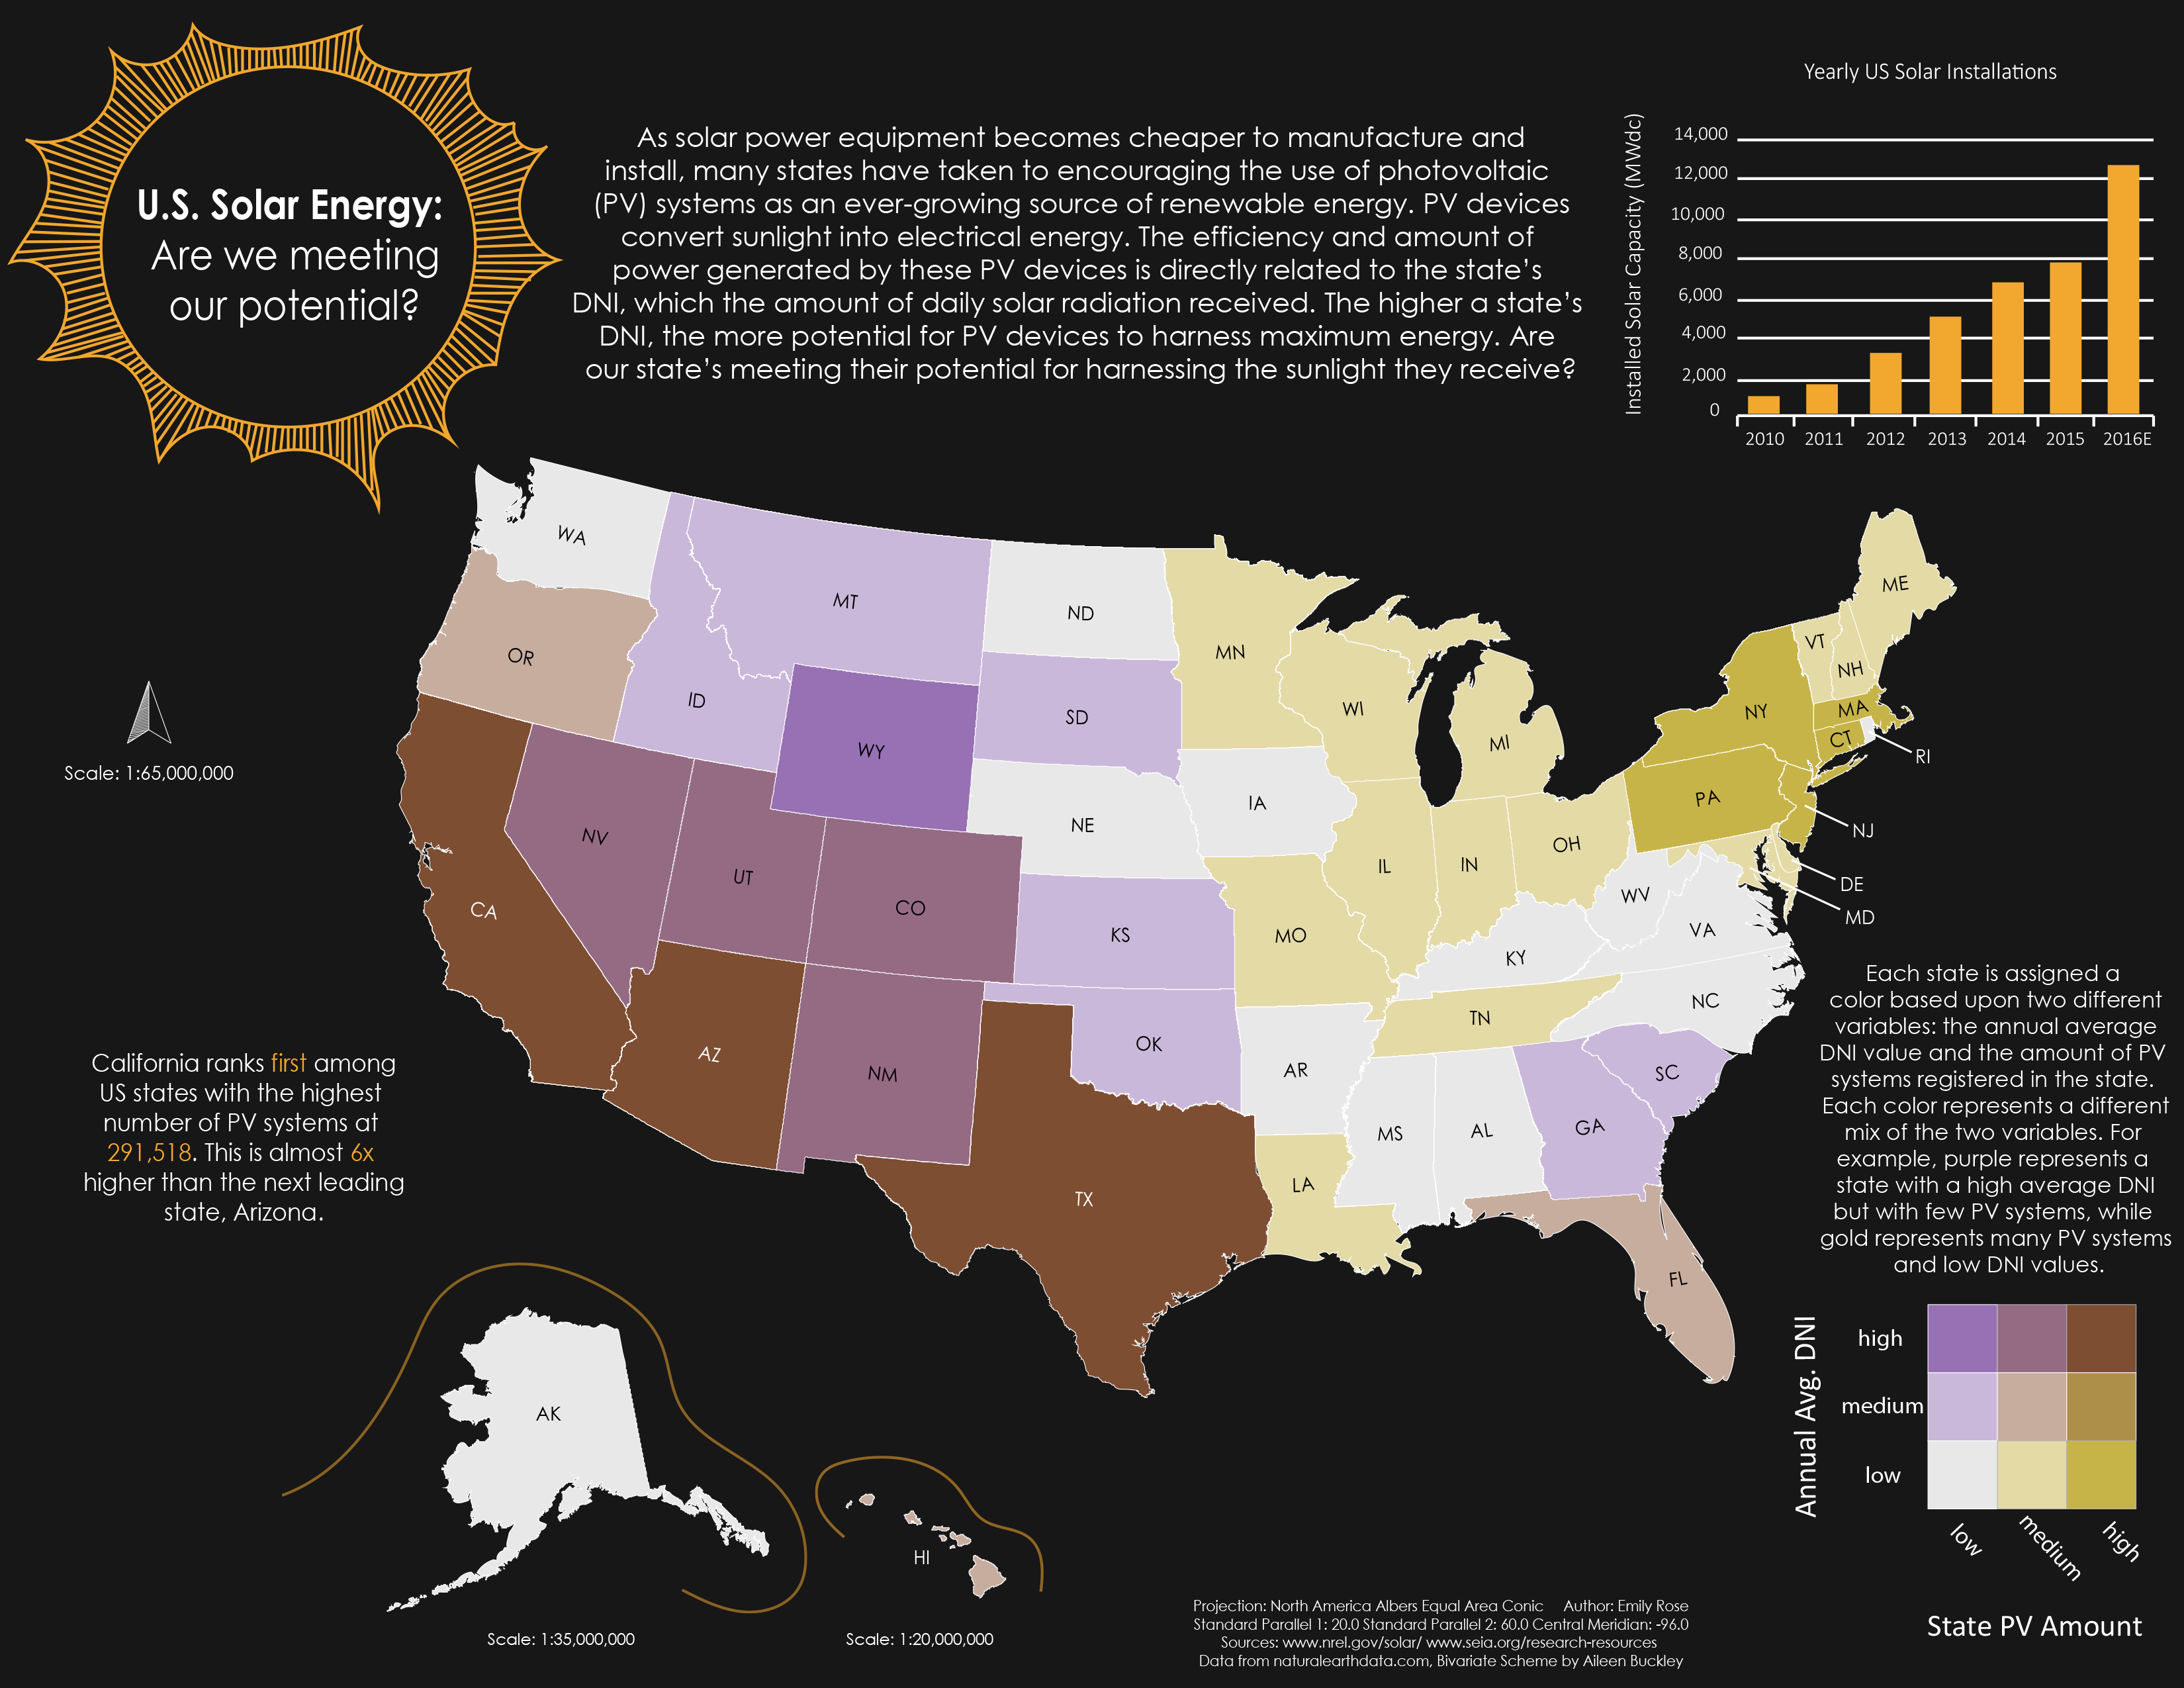 U.S. Solar Energy:
Are we meeting
our potential?
As solar power equipment becomes cheaper to manufacture and
install, many states have taken to encouraging the use of photovoltaic
(PV) systems as an ever-growing source of renewable energy. PV devices
convert sunlight into electrical energy. The efficiency and amount of
power generated by these PV devices is directly related to the state's
DNI, which the amount of daily solar radiation received. The higher a state's
DNI, the more potential for PV devices to harness maximum energy. Are
our state's meeting their potential for harnessing the sunlight they receive?
Yearly US Solar Installations
Installed Solar Capacity (MWdc)
14,000
12,000
10,000
8,000
6,000
4,000
2,000
0
2010 2011 2012 2013 2014 2015 2016E
WA
MT
ND
MN
ME
OR
ID
SD
WI
MI
VT
NH
NY
MA
CT
RI
WY
NV
UT
CO
NE
IA
IL
IN
OH
PA
NJ
DE
MD
CA
KS
MO
KY
WV
VA
AZ
NM
OK
AR
TN
NC
SC
TX
LA
MS
AL
GA
FL
AK
HI
Scale: 1:65,000,000
California ranks first among
US states with the highest
number of PV systems at
291,518. This is almost 6x
higher than the next leading
state, Arizona.
Each state is assigned a
color based upon two different
variables: the annual average
DNI value and the amount of PV
systems registered in the state.
Each color represents a different
mix of the two variables. For
example, purple represents a
state with a high average DNI
but with few PV systems, while
gold represents many PV systems
and low DNI values.
Annual Avg. DNI
high
medium
low
low
medium
high
State PV Amount
Scale: 1:35,000,000
Scale: 1:20,000,000
Projection: North America Albers Equal Area Conic Author: Emily Rose
Standard Parallel 1: 20.0 Standard Parallel 2: 60.0 Central Meridian: -96.0
Sources: www.nrel.gov/solar/ www.seia.org/research-resources
Data from naturalearthdata.com, Bivariate Scheme by Aileen Buckley